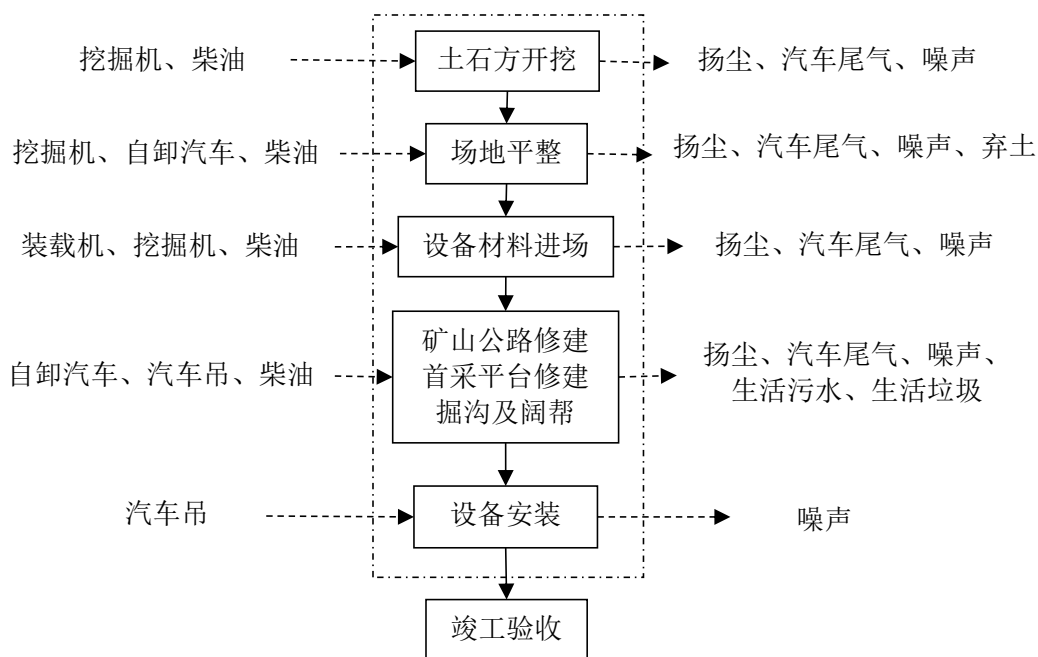 挖掘机、柴油
土石方开挖
扬尘、汽车尾气、噪声
挖掘机、自卸汽车、柴油
场地平整
扬尘、汽车尾气、噪声、弃土
装载机、挖掘机、柴油
设备材料进场
扬尘、汽车尾气、噪声
自卸汽车、汽车吊、柴油
矿山公路修建
首采平台修建
掘沟及阔帮
扬尘、汽车尾气、噪声、
生活污水、生活垃圾
汽车吊
设备安装
噪声
竣工验收